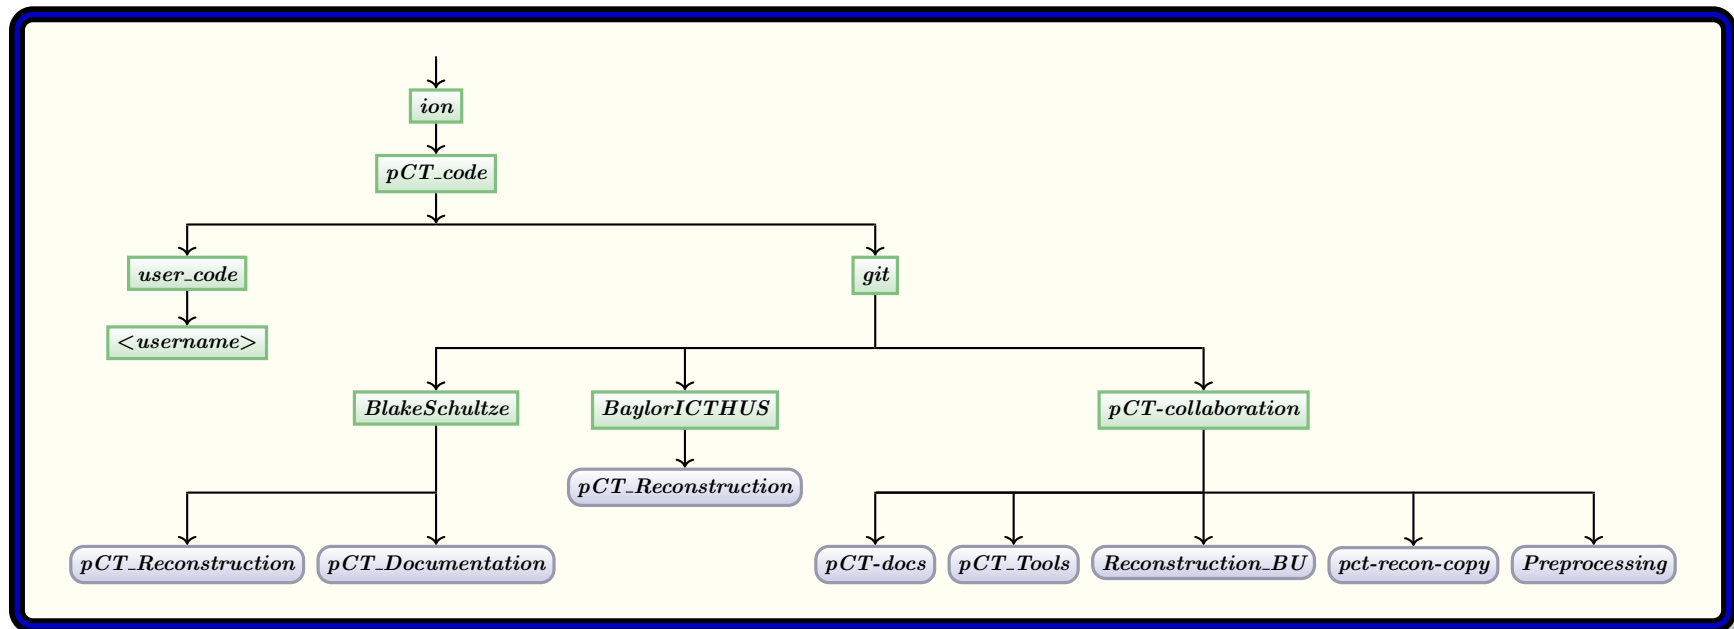 ion
pCT_code
user_code
git
<username>
BlakeSchultze
BaylorICTHUS
pCT-collaboration
pCT_Reconstruction
pCT_Reconstruction
pCT_Documentation
pCT-docs
pCT_Tools
Reconstruction_BU
pct-recon-copy
Preprocessing